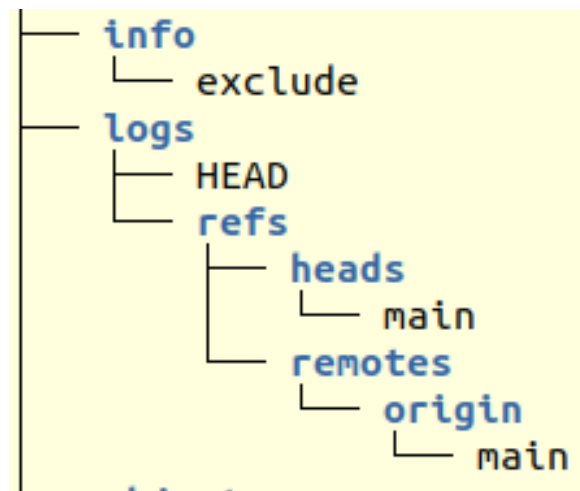 info
exclude
logs
HEAD
refs
heads
main
remotes
origin
main